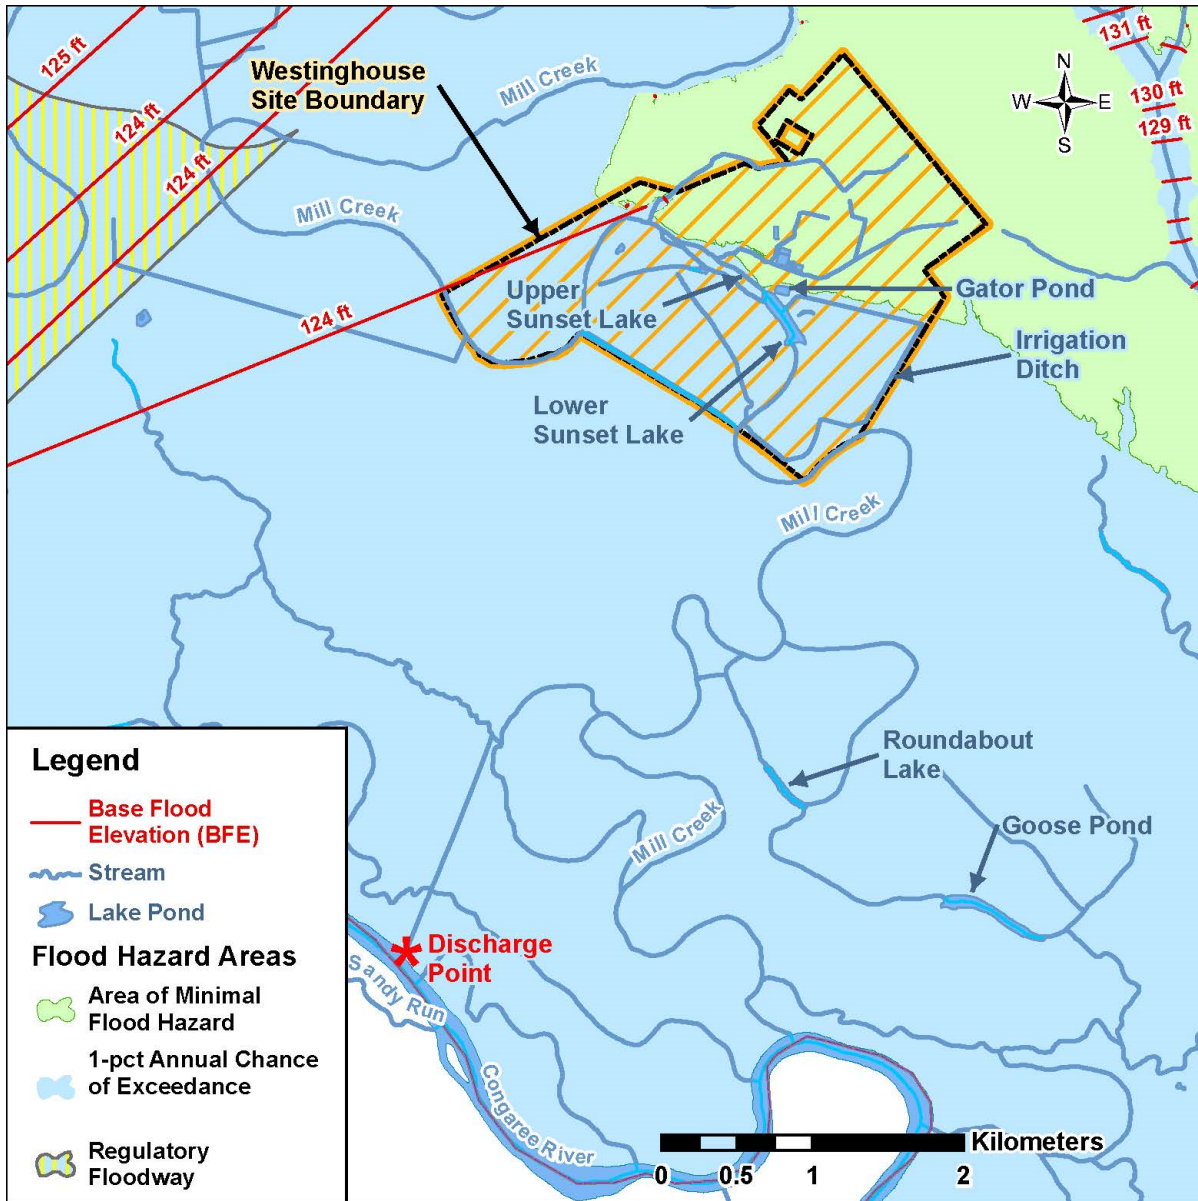 125 ft
124 ft
124 ft
124 ft
Westinghouse
Site Boundary
Mill Creek
Mill Creek
131 ft
130 ft
129 ft
N
W
E
S
Upper
Sunset Lake
Gator Pond
Irrigation
Ditch
Lower
Sunset Lake
Mill Creek
Roundabout
Lake
Mill Creek
Goose Pond
Discharge
Point
Sandy Run
Congaree River
Legend
Base Flood
Elevation (BFE)
Stream
Lake Pond
Flood Hazard Areas
Area of Minimal
Flood Hazard
1-pct Annual Chance
of Exceedance
Regulatory
Floodway
Kilometers
0 0.5 1 2